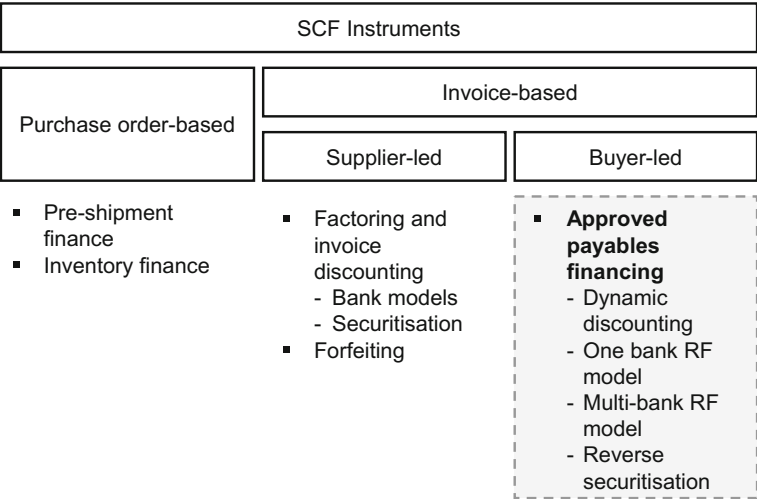 SCF Instruments
Purchase order-based
Invoice-based
Supplier-led
Buyer-led
▪ Pre-shipment
finance
▪ Inventory finance
▪ Factoring and
invoice
discounting
- Bank models
- Securitisation
▪ Forfeiting
▪ Approved
payables
financing
- Dynamic
discounting
- One bank RF
model
- Multi-bank RF
model
- Reverse
securitisation